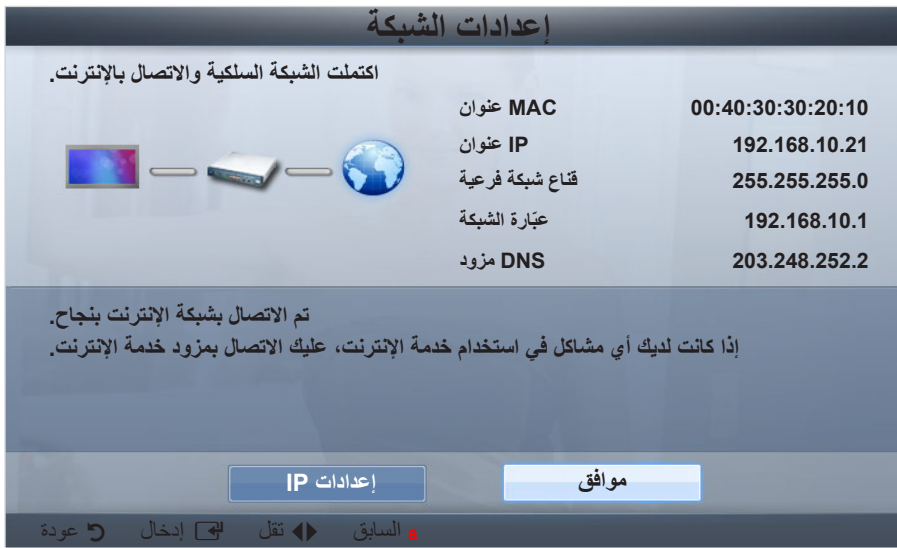 إعدادات الشبكة
اكتملت الشبكة السلكية والاتصال بالإنترنت.
MAC عنوان 00:40:30:30:20:10
IP عنوان 192.168.10.21
قناع شبكة فرعية 255.255.255.0
عبّارة الشبكة 192.168.10.1
DNS مزود 203.248.252.2
تم الاتصال بشبكة الإنترنت بنجاح.
إذا كانت لديك أي مشاكل في استخدام خدمة الإنترنت، عليك الاتصال بمزود خدمة الإنترنت.
موافق
إعدادات IP
a السابق تنقل إدخال عودة